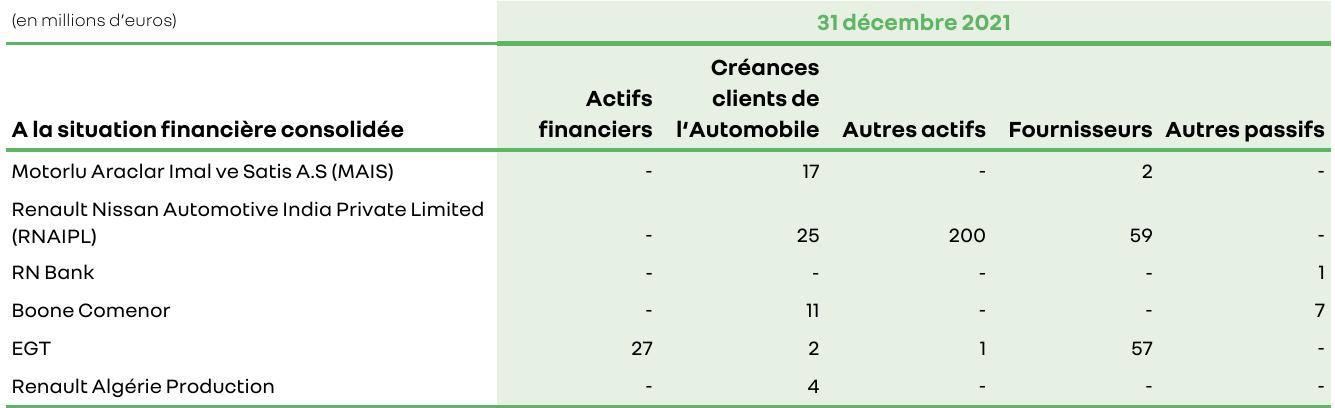 (en millions d'euros) 31 décembre 2021
A la situation financière consolidée Actifs financiers Créances clients de l'Automobile Autres actifs Fournisseurs Autres passifs
Motorlu Araclar Imal ve Satis A.S (MAIS) - 17 - 2 -
Renault Nissan Automotive India Private Limited
(RNAIPL) - 25 200 59 -
RN Bank - - - - 1
Boone Comenor - 11 - - 7
EGT 27 2 1 57 -
Renault Algérie Production - 4 - - -